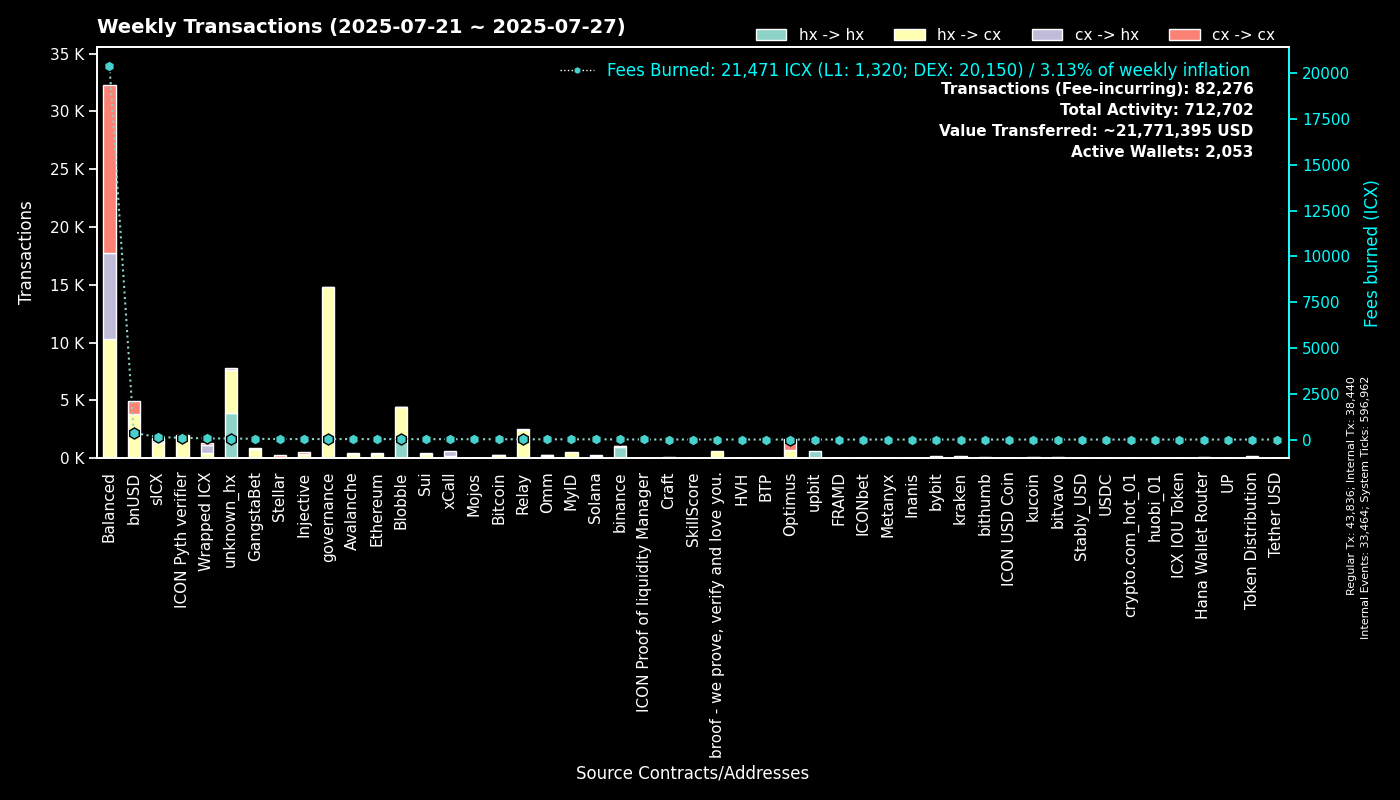 Weekly Transactions (2025-07-21 ~ 2025-07-27)
hx -> hx
hx -> cx
cx -> hx
cx -> cx
Fees Burned: 21,471 ICX (L1: 1,320; DEX: 20,150) / 3.13% of weekly inflation
Transactions (Fee-incurring): 82,276
Total Activity: 712,702
Value Transferred: ~21,771,395 USD
Active Wallets: 2,053
Transactions
35 K
30 K
25 K
20 K
15 K
10 K
5 K
0 K
20000
17500
15000
12500
10000
7500
5000
2500
0
Fees burned (ICX)
Regular Tx: 43,836; Internal Tx: 38,440
Internal Events: 33,464; System Ticks: 596,962
Balanced
bnUSD
sICX
ICON Pyth verifier
Wrapped ICX
unknown_hx
GangstaBet
Stellar
Injective
governance
Avalanche
Ethereum
Blobble
Sui
xCall
Mojos
Bitcoin
Relay
Omm
MyID
Solana
binance
ICON Proof of liquidity Manager
Craft
SkillScore
broof - we prove, verify and love you.
HVH
BTP
Optimus
upbit
FRAMD
ICONbet
Metanyx
Inanis
bybit
kraken
bithumb
ICON USD Coin
kucoin
bitvavo
Stably_USD
USDC
crypto.com_hot_01
huobi_01
ICX IOU Token
Hana Wallet Router
UP
Token Distribution
Tether USD
Source Contracts/Addresses